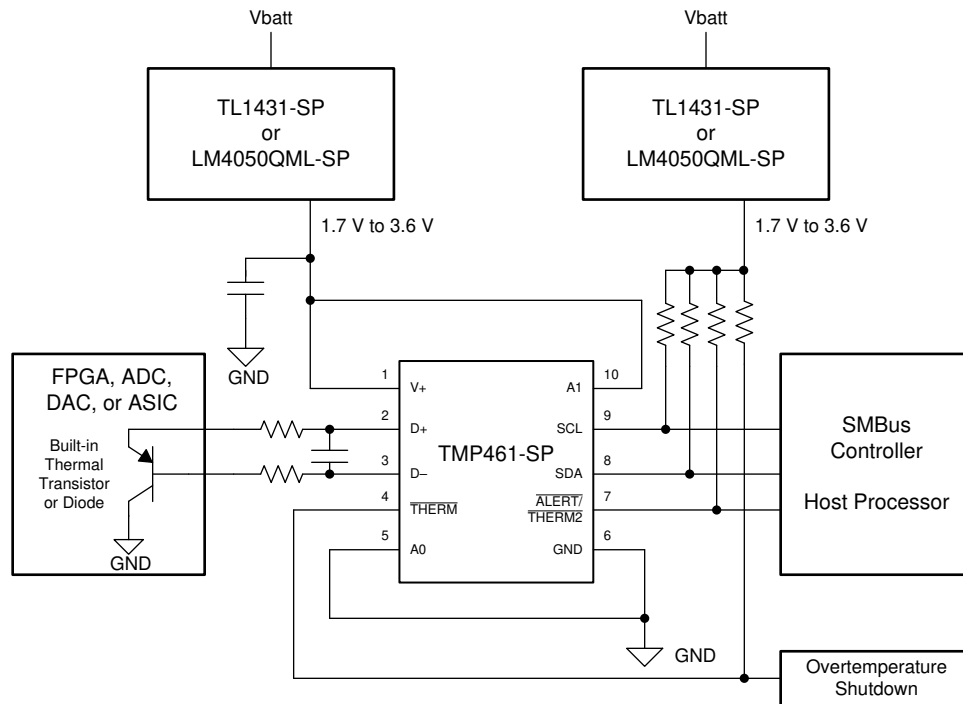 Vbatt
Vbatt
TL1431-SP
or
LM4050QML-SP
TL1431-SP
or
LM4050QML-SP
1.7 V to 3.6 V
1.7 V to 3.6 V
GND
FPGA, ADC,
DAC, or ASIC
Built-in
Thermal
Transistor
or Diode
GND
1
V+
2
D+
3
D–
4
THERM
5
A0
TMP461-SP
10
A1
9
SCL
8
SDA
7
ALERT/
THERM2
6
GND
GND
SMBus
Controller
Host Processor
Overtemperature
Shutdown